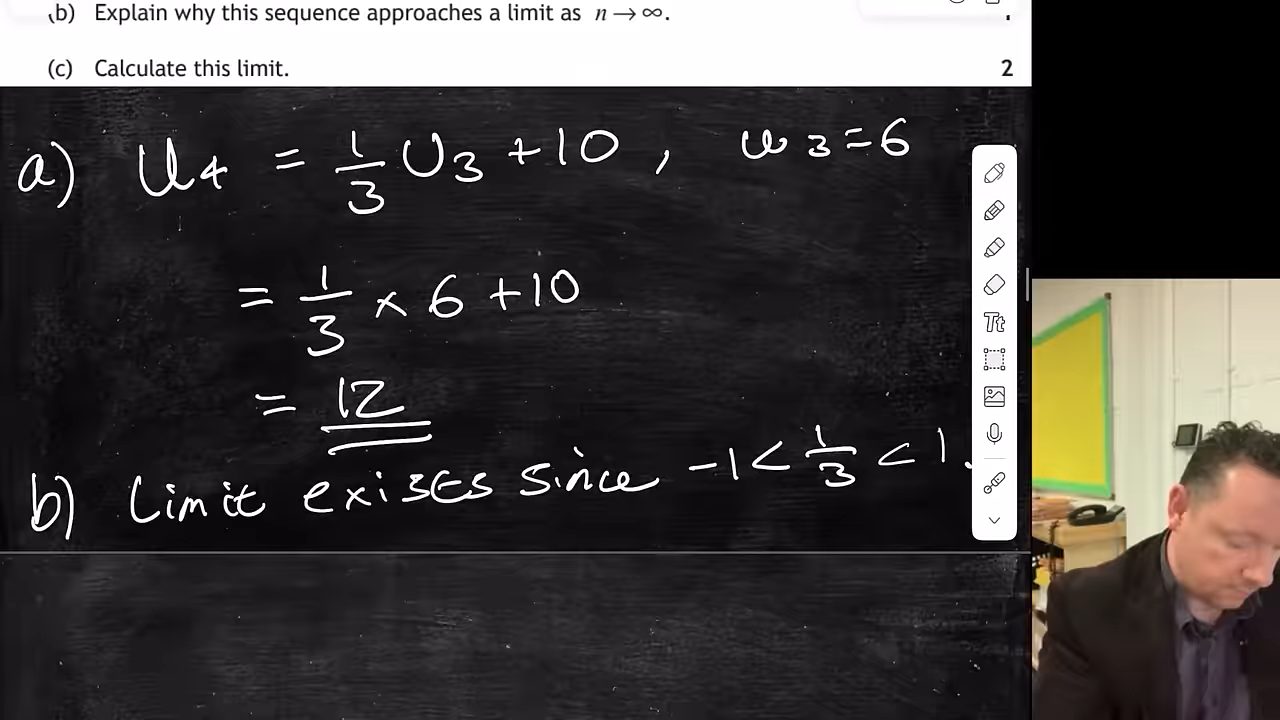 (b) Explain why this sequence approaches a limit as n → ∞.
(c) Calculate this limit. 2
a) U4 = 1/3 U3 + 10 , u3 = 6
= 1/3 × 6 + 10
= 12
b) Limit exists since -1 < 1/3 < 1.
Tt